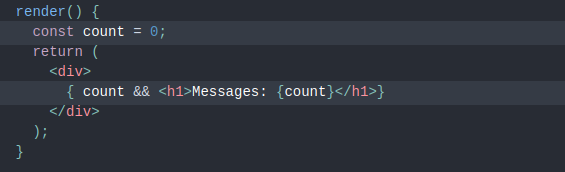 render() {
  const count = 0;
  return (
    <div>
      { count && <h1>Messages: {count}</h1>}
    </div>
  );
}